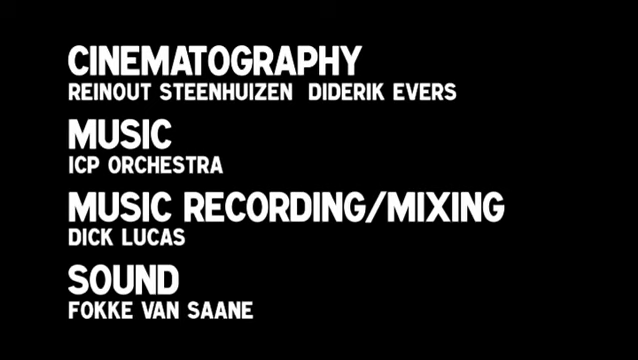 CINEMATOGRAPHY
REINOUT STEENHUIZEN  DIDERIK EVERS
MUSIC
ICP ORCHESTRA
MUSIC RECORDING/MIXING
DICK LUCAS
SOUND
FOKKE VAN SAANE